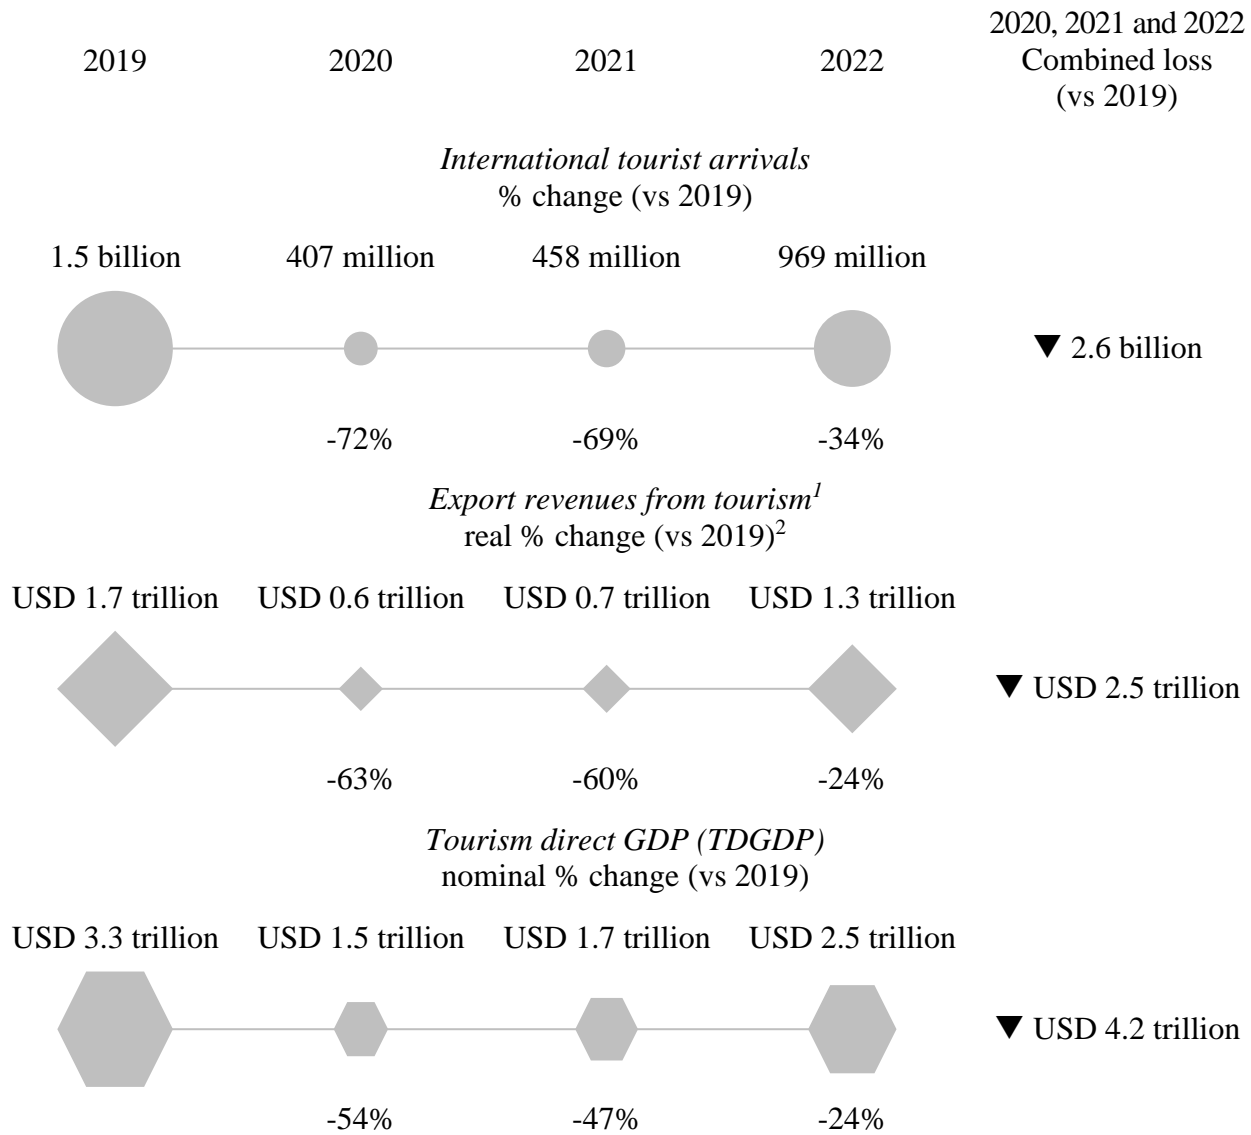 2019 2020 2021 2022 2020, 2021 and 2022
Combined loss
(vs 2019)
International tourist arrivals
% change (vs 2019)
1.5 billion 407 million 458 million 969 million
▼ 2.6 billion
-72% -69% -34%
Export revenues from tourism¹
real % change (vs 2019)²
USD 1.7 trillion USD 0.6 trillion USD 0.7 trillion USD 1.3 trillion
▼ USD 2.5 trillion
-63% -60% -24%
Tourism direct GDP (TDGDP)
nominal % change (vs 2019)
USD 3.3 trillion USD 1.5 trillion USD 1.7 trillion USD 2.5 trillion
▼ USD 4.2 trillion
-54% -47% -24%